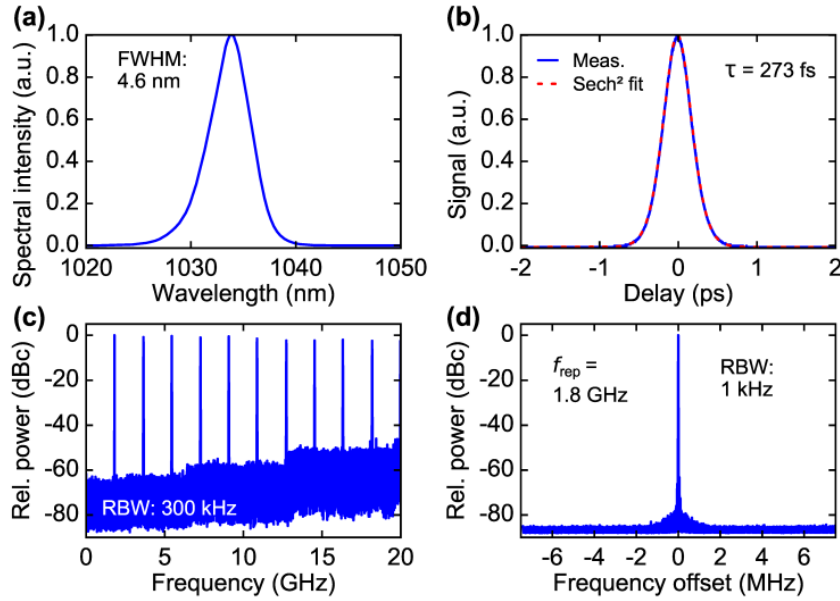 (a)
FWHM:
4.6 nm
Spectral intensity (a.u.)
1.0
0.8
0.6
0.4
0.2
0.0
1020 1030 1040 1050
Wavelength (nm)
(b)
Meas.
Sech² fit
τ = 273 fs
Signal (a.u.)
1.0
0.8
0.6
0.4
0.2
0.0
-2 -1 0 1 2
Delay (ps)
(c)
Rel. power (dBc)
0
-20
-40
-60
-80
RBW: 300 kHz
0 5 10 15 20
Frequency (GHz)
(d)
f_rep =
1.8 GHz
RBW:
1 kHz
Rel. power (dBc)
0
-20
-40
-60
-80
-6 -4 -2 0 2 4 6
Frequency offset (MHz)